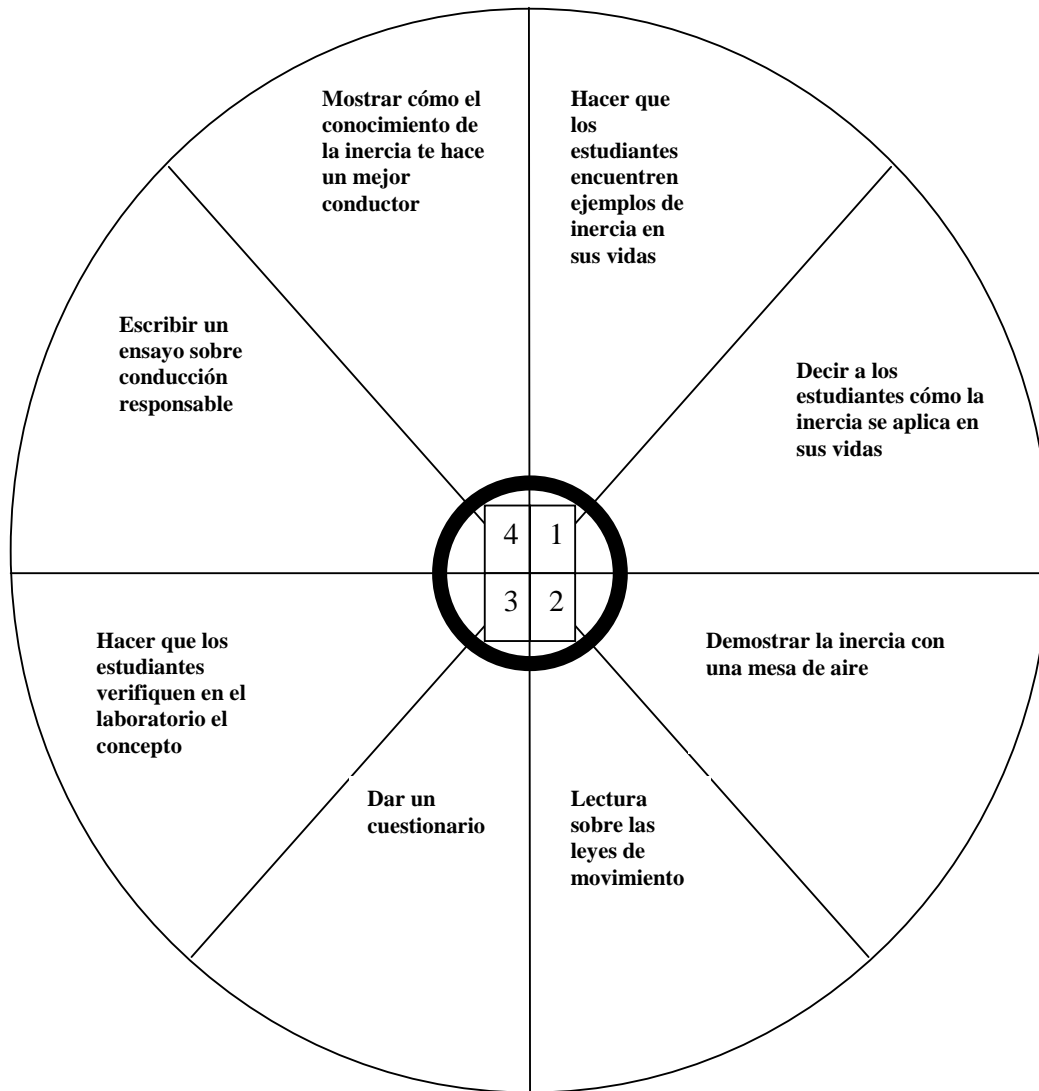 Mostrar cómo el
conocimiento de
la inercia te hace
un mejor
conductor
Hacer que
los
estudiantes
encuentren
ejemplos de
inercia en
sus vidas
Escribir un
ensayo sobre
conducción
responsable
Decir a los
estudiantes cómo la
inercia se aplica en
sus vidas
4 1
3 2
Hacer que los
estudiantes
verifiquen en el
laboratorio el
concepto
Demostrar la inercia con
una mesa de aire
Dar un
cuestionario
Lectura
sobre las
leyes de
movimiento